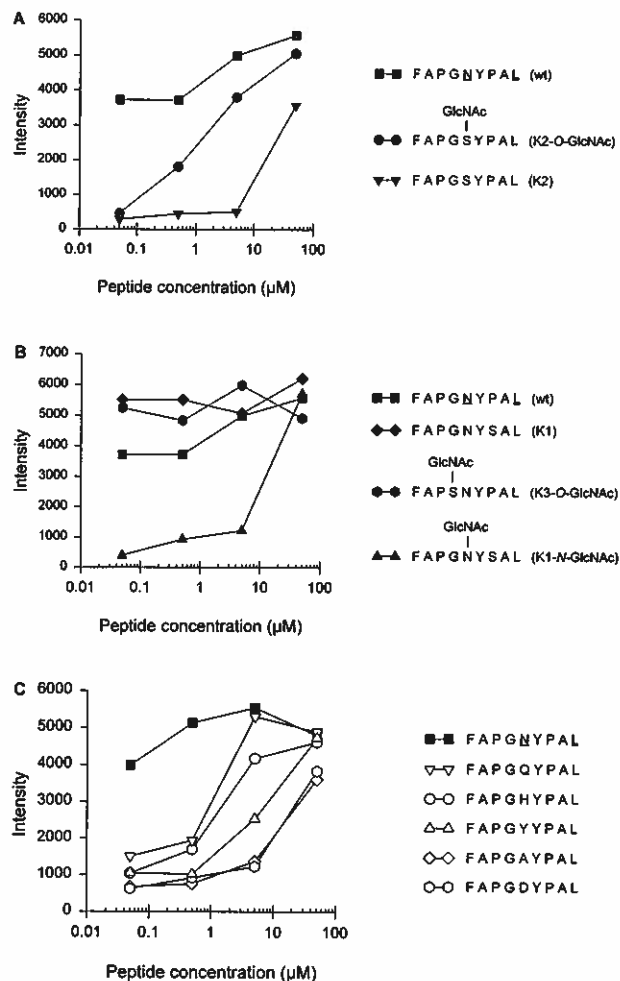 A
6000
5000
4000
3000
2000
1000
0
Intensity
0.01 0.1 1 10 100
Peptide concentration (µM)
FAPGNYPAL (wt)
GlcNAc
FAPGSYPAL (K2-O-GlcNAc)
FAPGSYPAL (K2)
B
7000
6000
5000
4000
3000
2000
1000
0
Intensity
0.01 0.1 1 10 100
Peptide concentration (µM)
FAPGNYPAL (wt)
FAPGNYSAL (K1)
GlcNAc
FAPSNYPAL (K3-O-GlcNAc)
GlcNAc
FAPGNYSAL (K1-N-GlcNAc)
C
6000
5000
4000
3000
2000
1000
0
Intensity
0.01 0.1 1 10 100
Peptide concentration (µM)
FAPGNYPAL
FAPGQYPAL
FAPGHYPAL
FAPGYYPAL
FAPGAYPAL
FAPGDYPAL